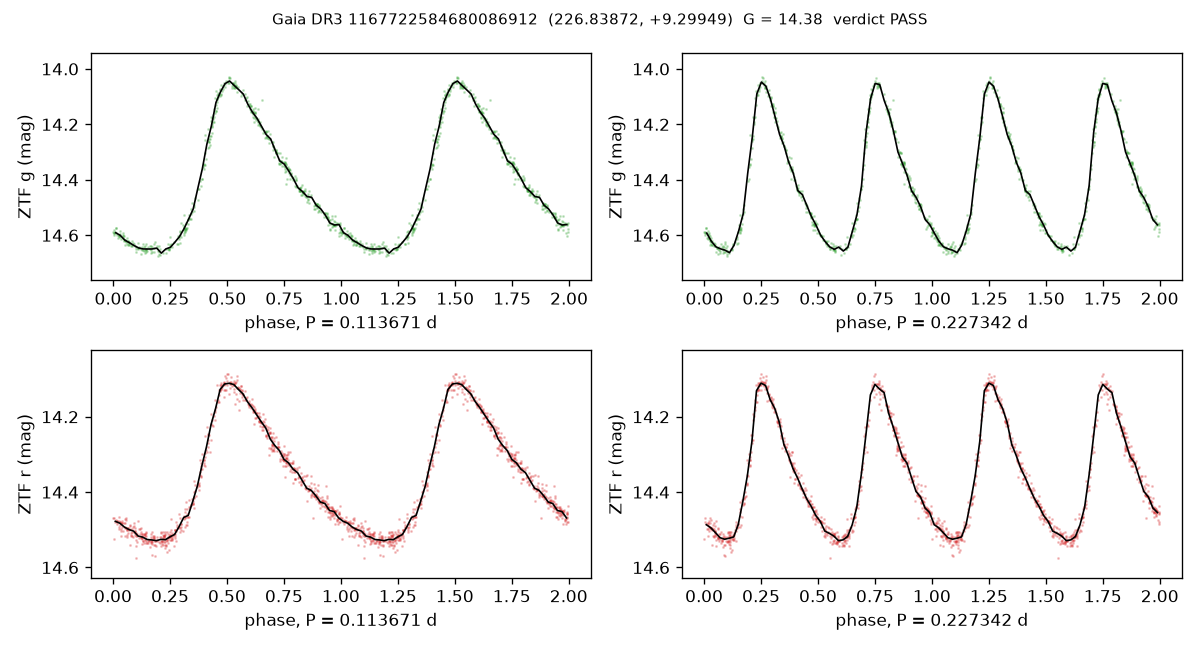 Gaia DR3 1167722584680086912  (226.83872, +9.29949)  G = 14.38  verdict PASS
ZTF g (mag)
14.0
14.2
14.4
14.6
0.00 0.25 0.50 0.75 1.00 1.25 1.50 1.75 2.00
phase, P = 0.113671 d
ZTF g (mag)
14.0
14.2
14.4
14.6
0.00 0.25 0.50 0.75 1.00 1.25 1.50 1.75 2.00
phase, P = 0.227342 d
ZTF r (mag)
14.2
14.4
14.6
0.00 0.25 0.50 0.75 1.00 1.25 1.50 1.75 2.00
phase, P = 0.113671 d
ZTF r (mag)
14.2
14.4
14.6
0.00 0.25 0.50 0.75 1.00 1.25 1.50 1.75 2.00
phase, P = 0.227342 d